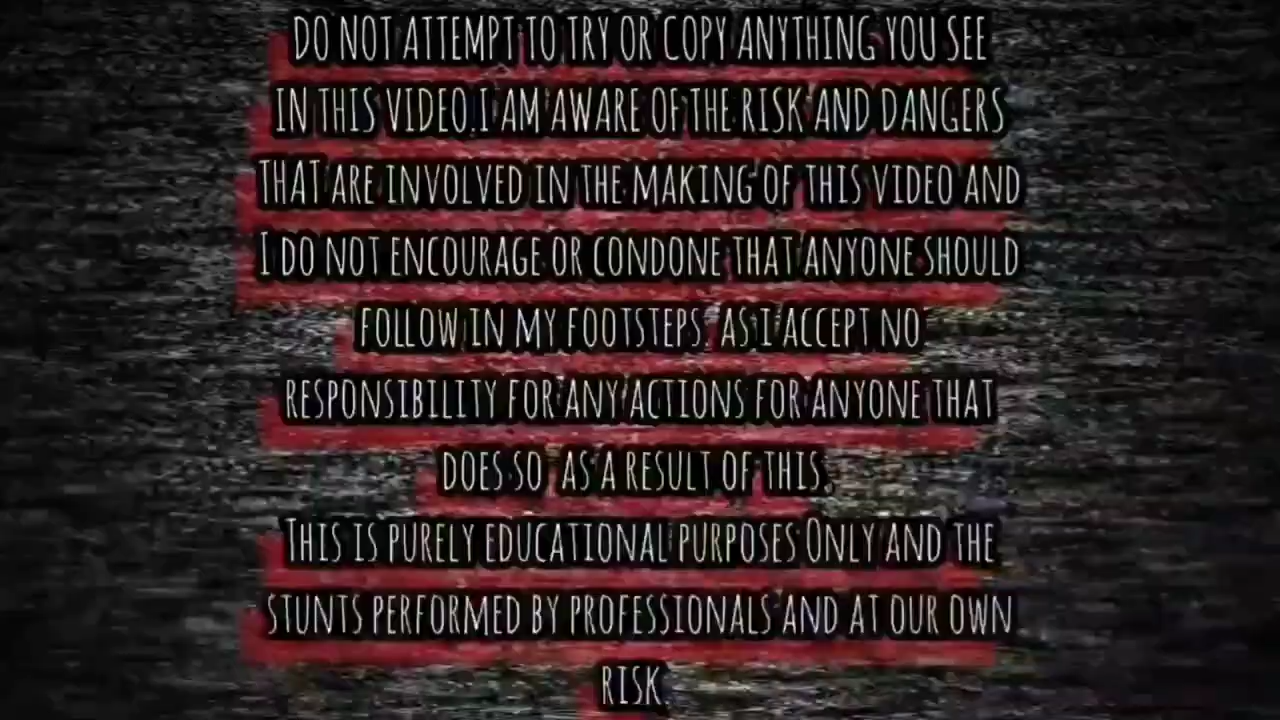 DO NOT ATTEMPT TO TRY OR COPY ANYTHING YOU SEE
IN THIS VIDEO.I AM AWARE OF THE RISK AND DANGERS
THAT ARE INVOLVED IN THE MAKING OF THIS VIDEO AND
I DO NOT ENCOURAGE OR CONDONE THAT ANYONE SHOULD
FOLLOW IN MY FOOTSTEPS. AS I ACCEPT NO
RESPONSIBILITY FOR ANY ACTIONS FOR ANYONE THAT
DOES SO AS A RESULT OF THIS.
THIS IS PURELY EDUCATIONAL PURPOSES ONLY AND THE
STUNTS PERFORMED BY PROFESSIONALS AND AT OUR OWN
RISK.